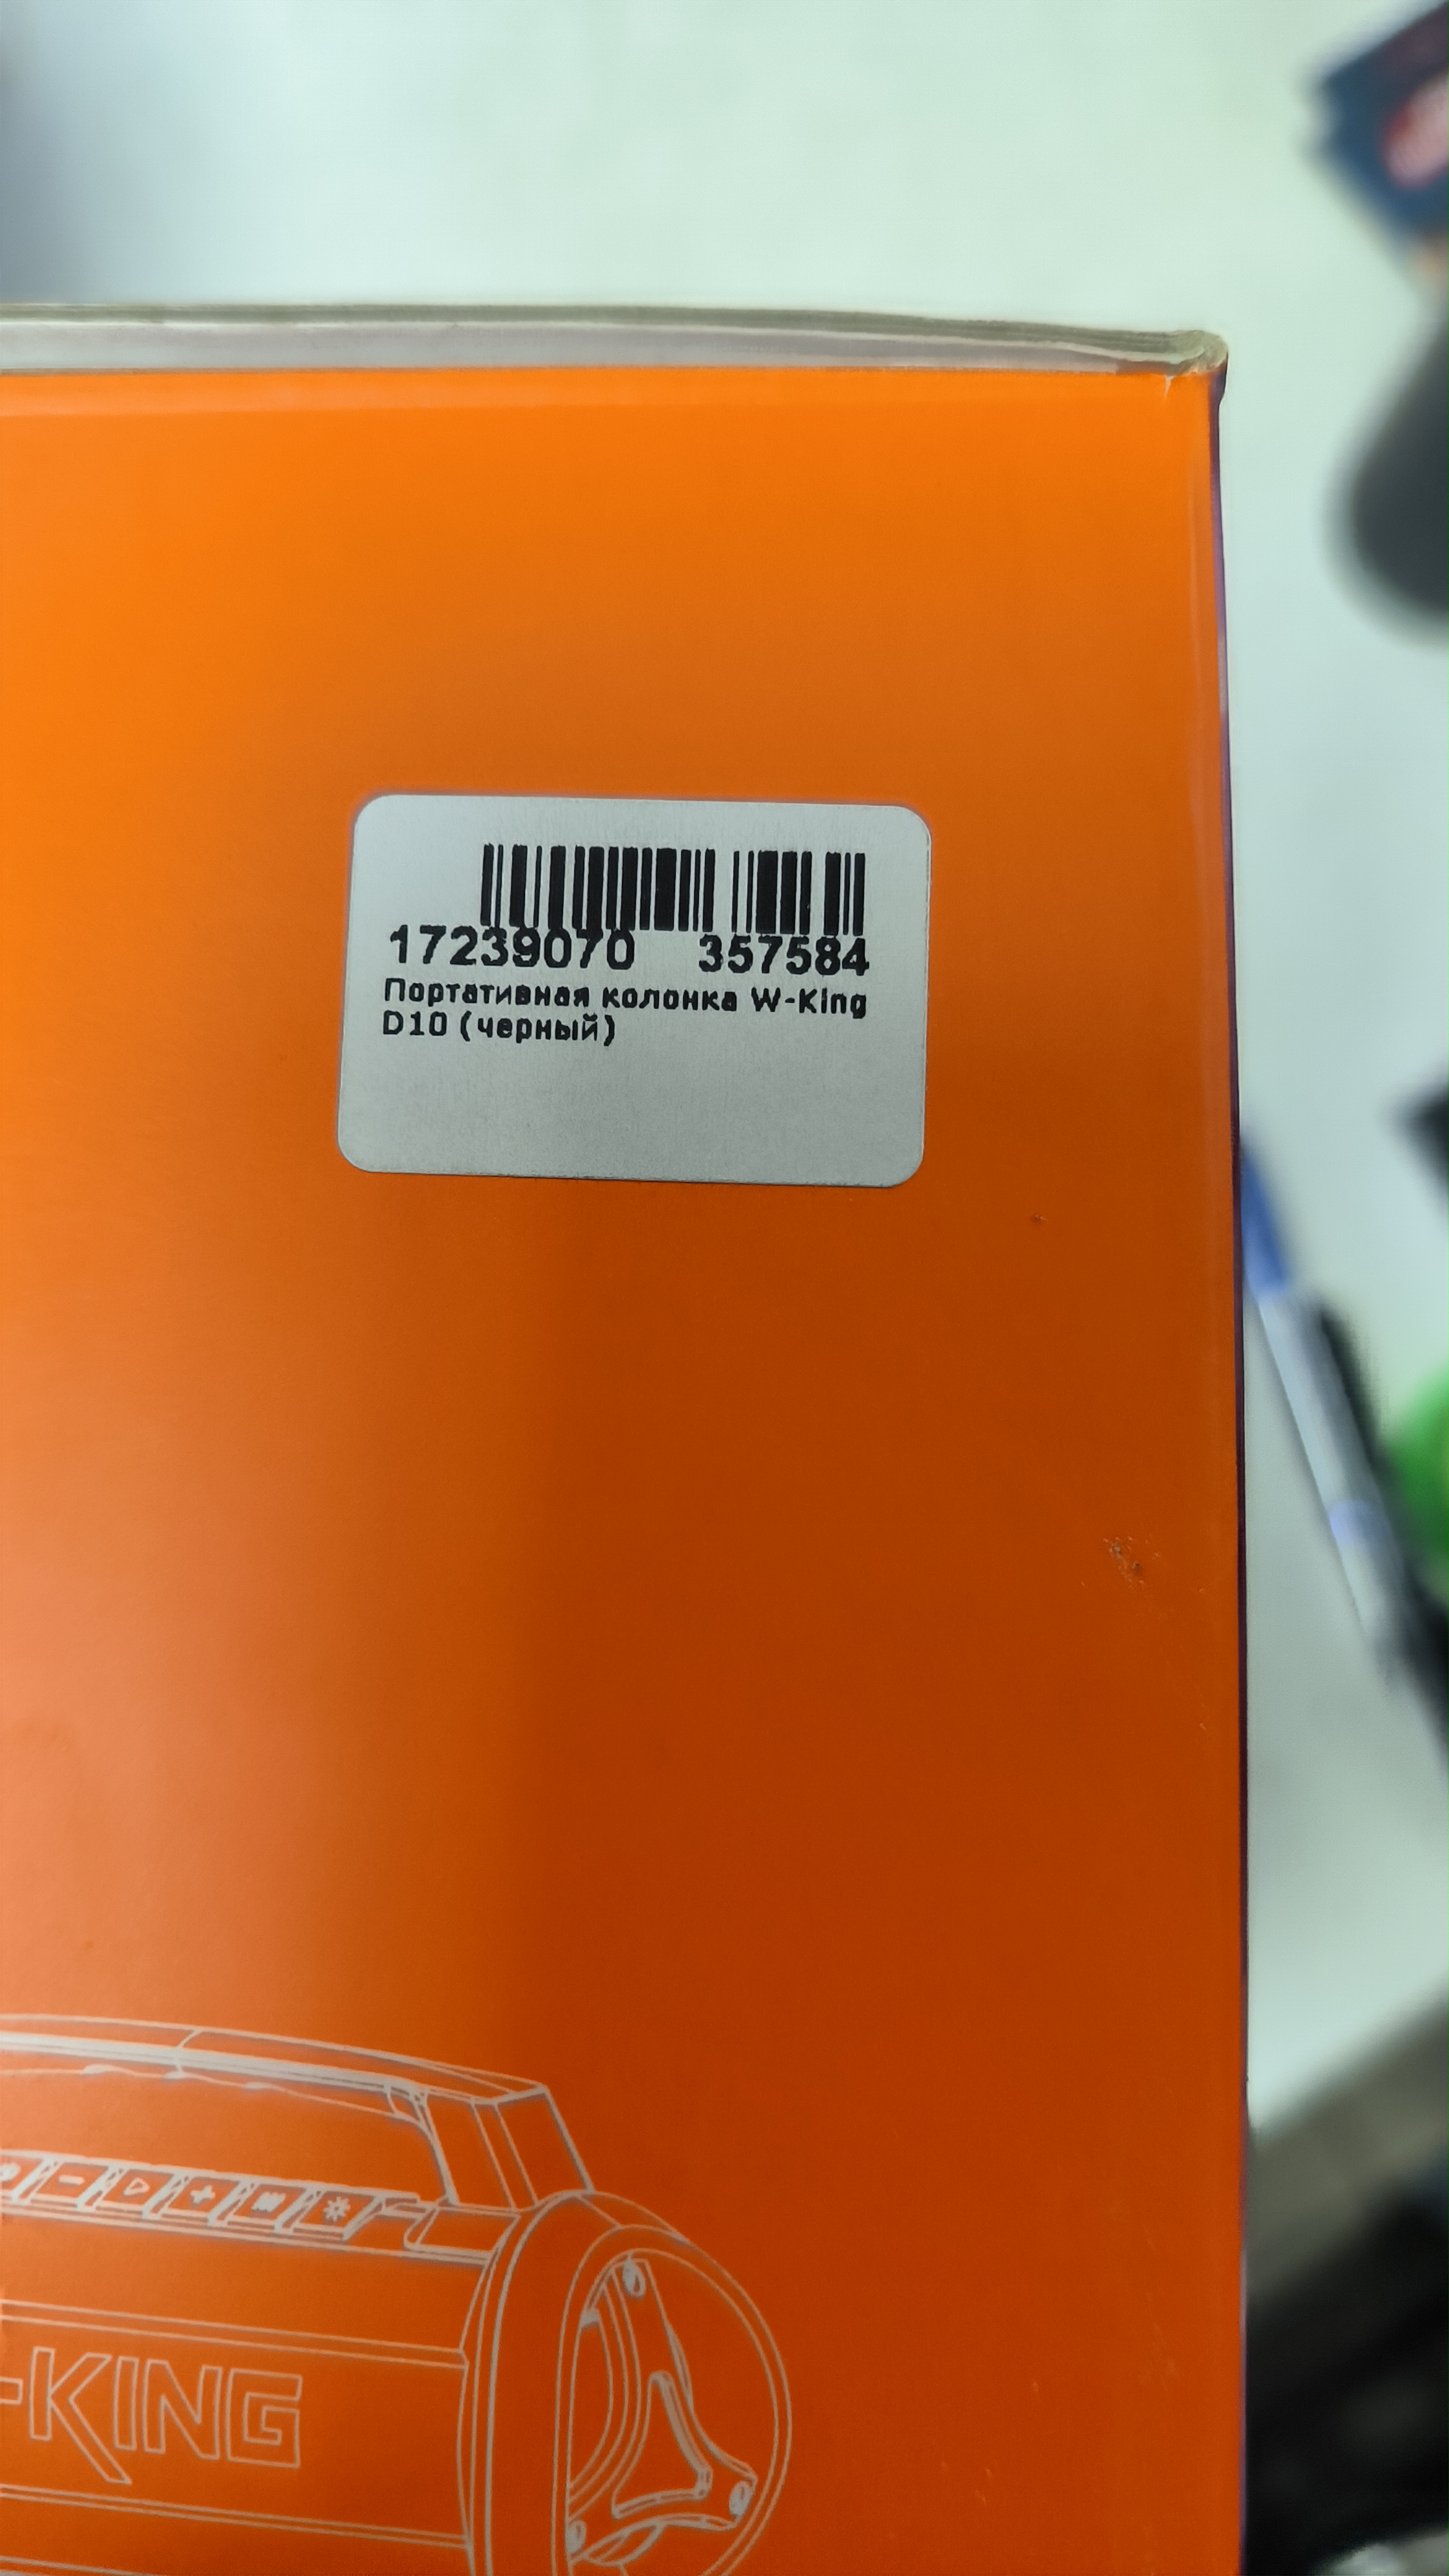 17239070 357584
Портативная колонка W-King
D10 (черный)
-KING